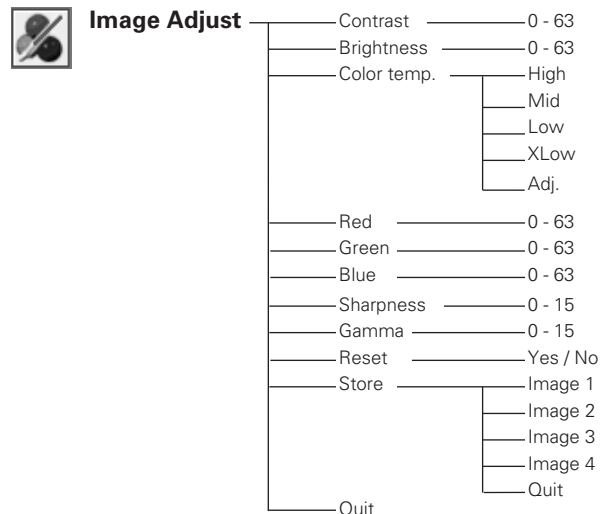 Image Adjust Contrast 0 - 63
Brightness 0 - 63
Color temp. High
Mid
Low
XLow
Adj.
Red 0 - 63
Green 0 - 63
Blue 0 - 63
Sharpness 0 - 15
Gamma 0 - 15
Reset Yes / No
Store Image 1
Image 2
Image 3
Image 4
Quit
Quit